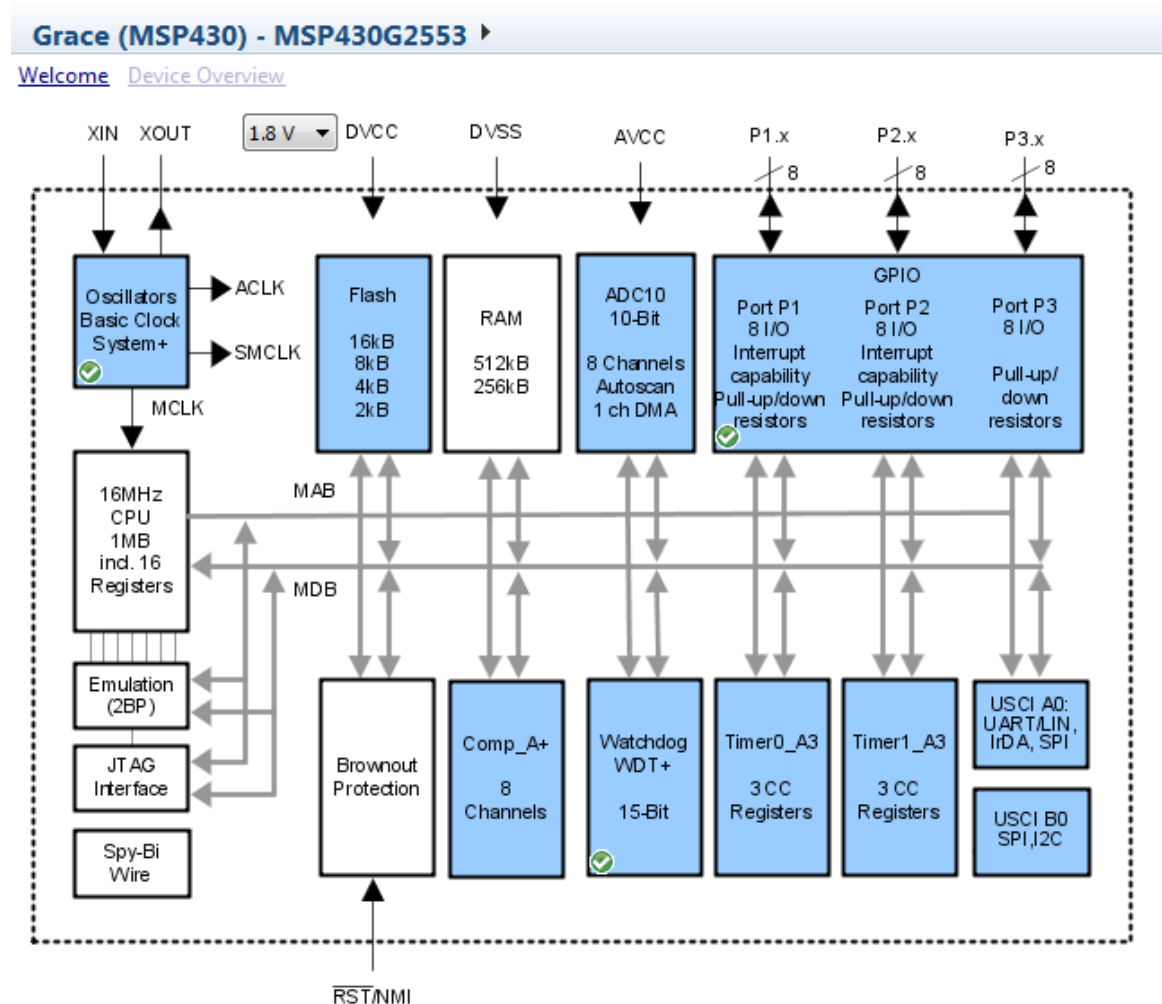 Grace (MSP430) - MSP430G2553
Welcome Device Overview
XIN XOUT 1.8 V DVCC DVSS AVCC P1.x P2.x P3.x
8 8 8
Oscillators
Basic Clock
System+
ACLK
SMCLK
MCLK
Flash
16kB
8kB
4kB
2kB
RAM
512kB
256kB
ADC10
10-Bit
8 Channels
Autoscan
1 ch DMA
GPIO
Port P1
8 I/O
Interrupt
capability
Pull-up/down
resistors
Port P2
8 I/O
Interrupt
capability
Pull-up/down
resistors
Port P3
8 I/O
Pull-up/
down
resistors
16MHz
CPU
1MB
incl. 16
Registers
MAB
MDB
Emulation
(2BP)
JTAG
Interface
Spy-Bi
Wire
Brownout
Protection
Comp_A+
8
Channels
Watchdog
WDT+
15-Bit
Timer0_A3
3 CC
Registers
Timer1_A3
3 CC
Registers
USCI A0:
UART/LIN,
IrDA, SPI
USCI B0
SPI,I2C
RST/NMI